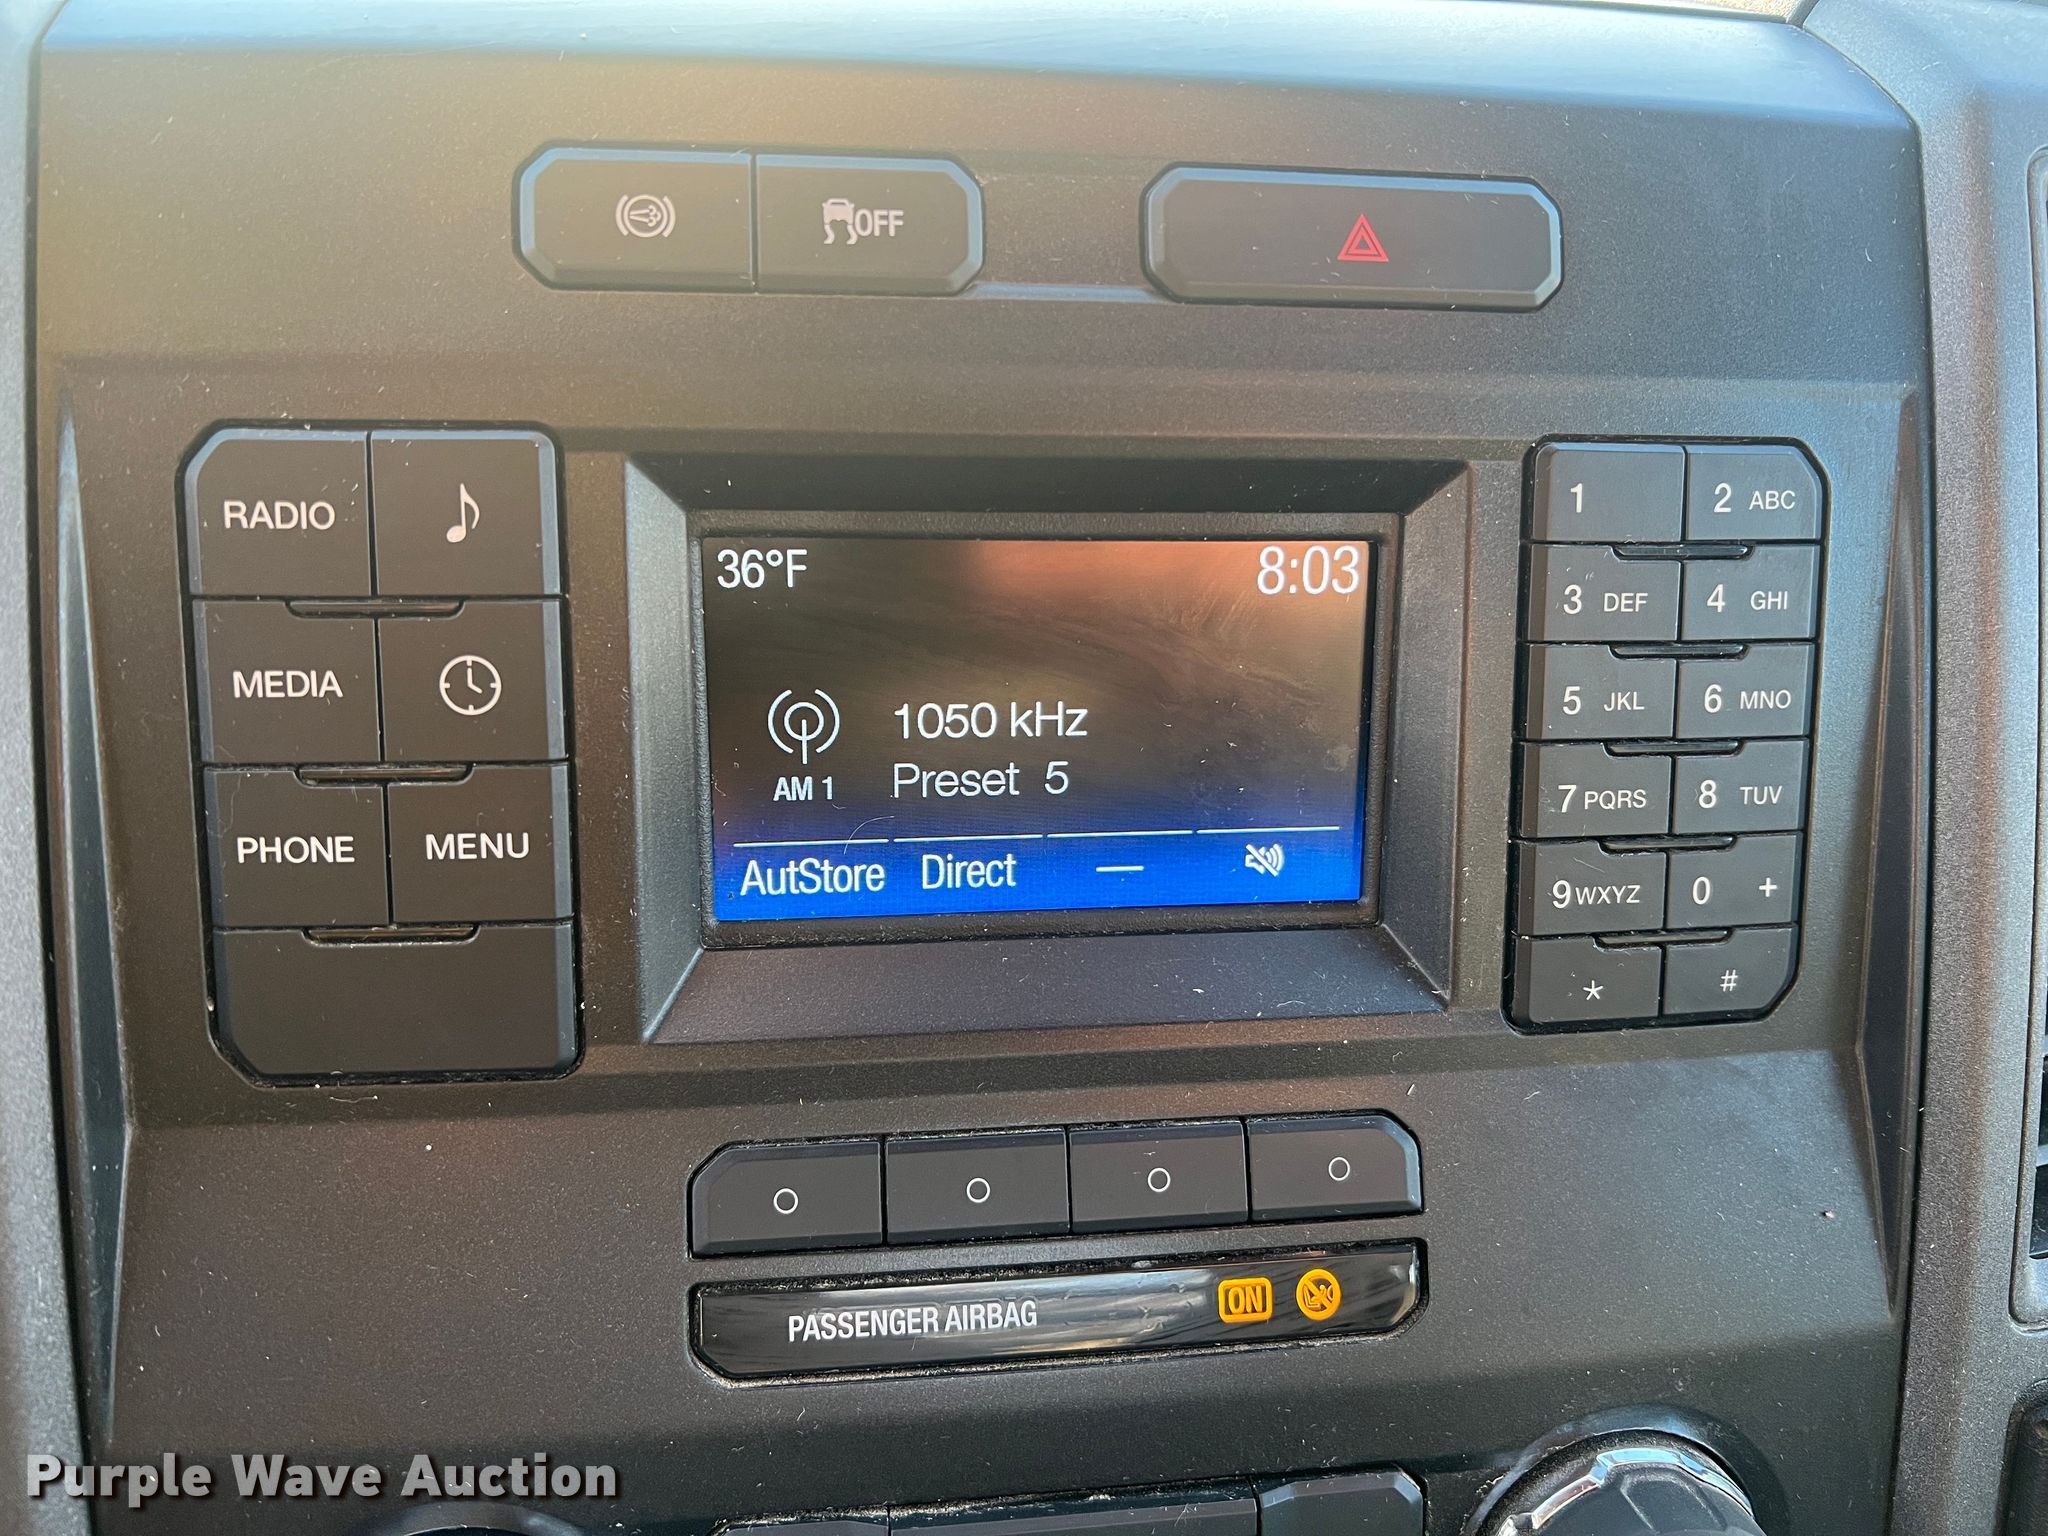 OFF
RADIO
MEDIA
PHONE MENU
36°F 8:03
1050 kHz
AM 1 Preset 5
AutStore Direct —
1 2 ABC
3 DEF 4 GHI
5 JKL 6 MNO
7 PQRS 8 TUV
9 WXYZ 0 +
* #
PASSENGER AIRBAG ON
Purple Wave Auction